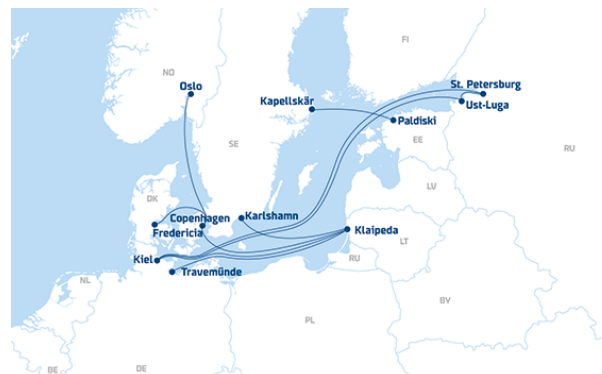 FI
NO
Oslo
St. Petersburg
Kapellskär
Ust-Luga
Paldiski
SE
EE
RU
LV
DK
Copenhagen
Karlshamn
Fredericia
Klaipeda
LT
Kiel
RU
Travemünde
NL
BY
PL
BE
DE